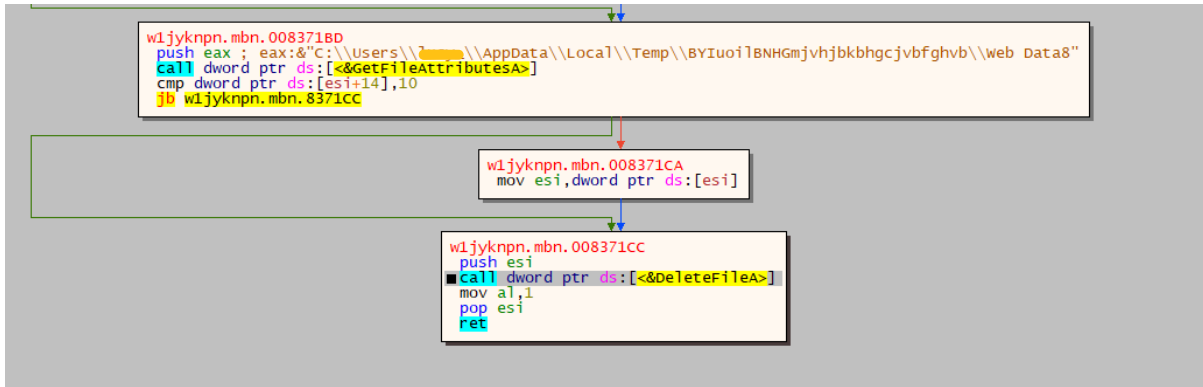 w1jyknpn.mbn.008371BD
push eax ; eax:&"C:\\Users\\ \\AppData\\Local\\Temp\\BYIuoilBNHGmjvhjbkbhgcjvbfghvb\\Web Data8"
call dword ptr ds:[<&GetFileAttributesA>]
cmp dword ptr ds:[esi+14],10
jb w1jyknpn.mbn.8371CC
w1jyknpn.mbn.008371CA
mov esi,dword ptr ds:[esi]
w1jyknpn.mbn.008371CC
push esi
call dword ptr ds:[<&DeleteFileA>]
mov al,1
pop esi
ret